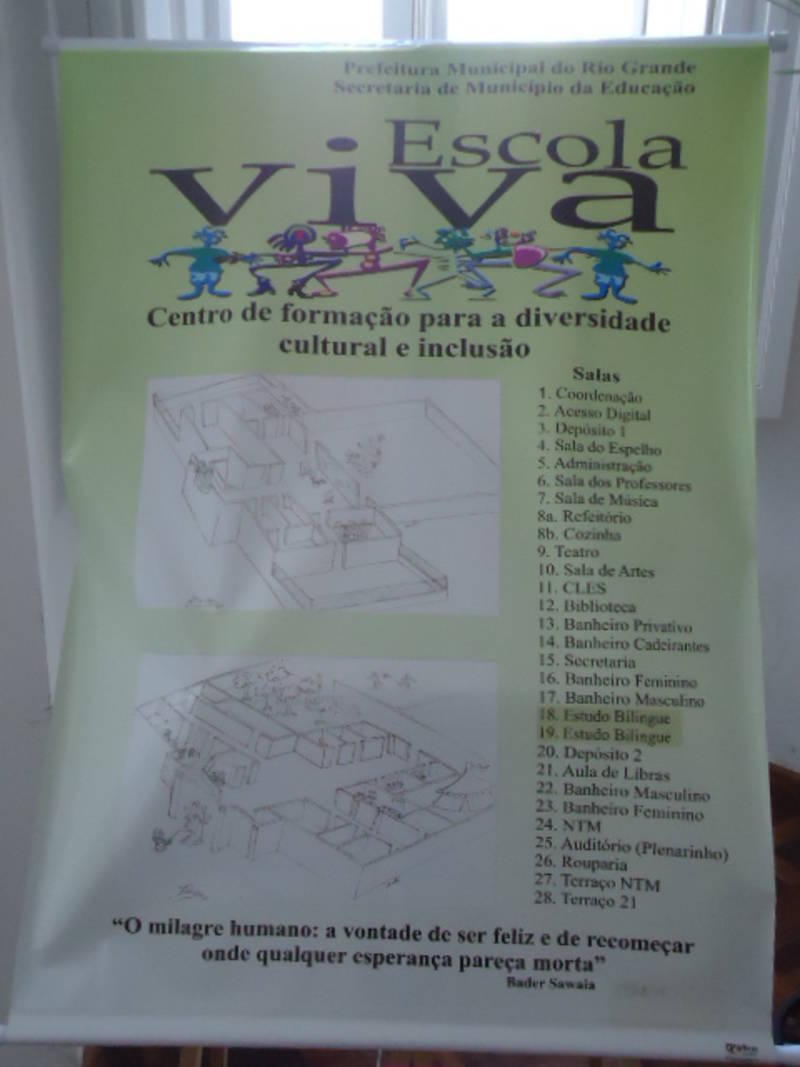 Prefeitura Municipal do Rio Grande
Secretaria de Município da Educação
Escola
viva
Centro de formação para a diversidade
cultural e inclusão
Salas
1. Coordenação
2. Acesso Digital
3. Depósito 1
4. Sala do Espelho
5. Administração
6. Sala dos Professores
7. Sala de Música
8a. Refeitório
8b. Cozinha
9. Teatro
10. Sala de Artes
11. CLES
12. Biblioteca
13. Banheiro Privativo
14. Banheiro Cadeirantes
15. Secretaria
16. Banheiro Feminino
17. Banheiro Masculino
18. Estudo Bilingue
19. Estudo Bilingue
20. Depósito 2
21. Aula de Libras
22. Banheiro Masculino
23. Banheiro Feminino
24. NTM
25. Auditório (Plenarinho)
26. Rouparia
27. Terraço NTM
28. Terraço 21
“O milagre humano: a vontade de ser feliz e de recomeçar
onde qualquer esperança pareça morta”
Bader Sawaia